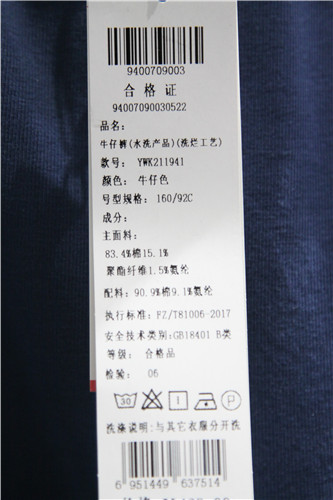 9400709003
合格证
94007090030522
品名:
牛仔裤(水洗产品)(洗烂工艺)
款号: YWK211941
颜色: 牛仔色
号型规格: 160/92C
成分:
主面料:
83.4%棉15.1%
聚酯纤维1.5%氨纶
配料: 90.9%棉9.1%氨纶
执行标准: FZ/T81006-2017
安全技术类别:GB18401 B类
等级: 合格品
检验: 06
30
P
洗涤说明:与其它衣服分开洗
6 951449 637514